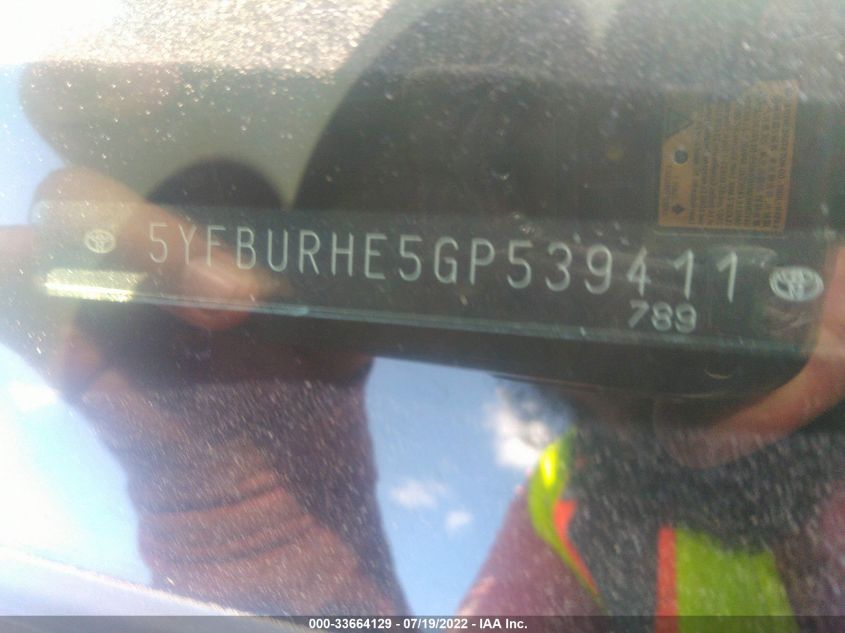 5YFBURHE5GP539411
789
000-33664129 - 07/19/2022 - IAA Inc.